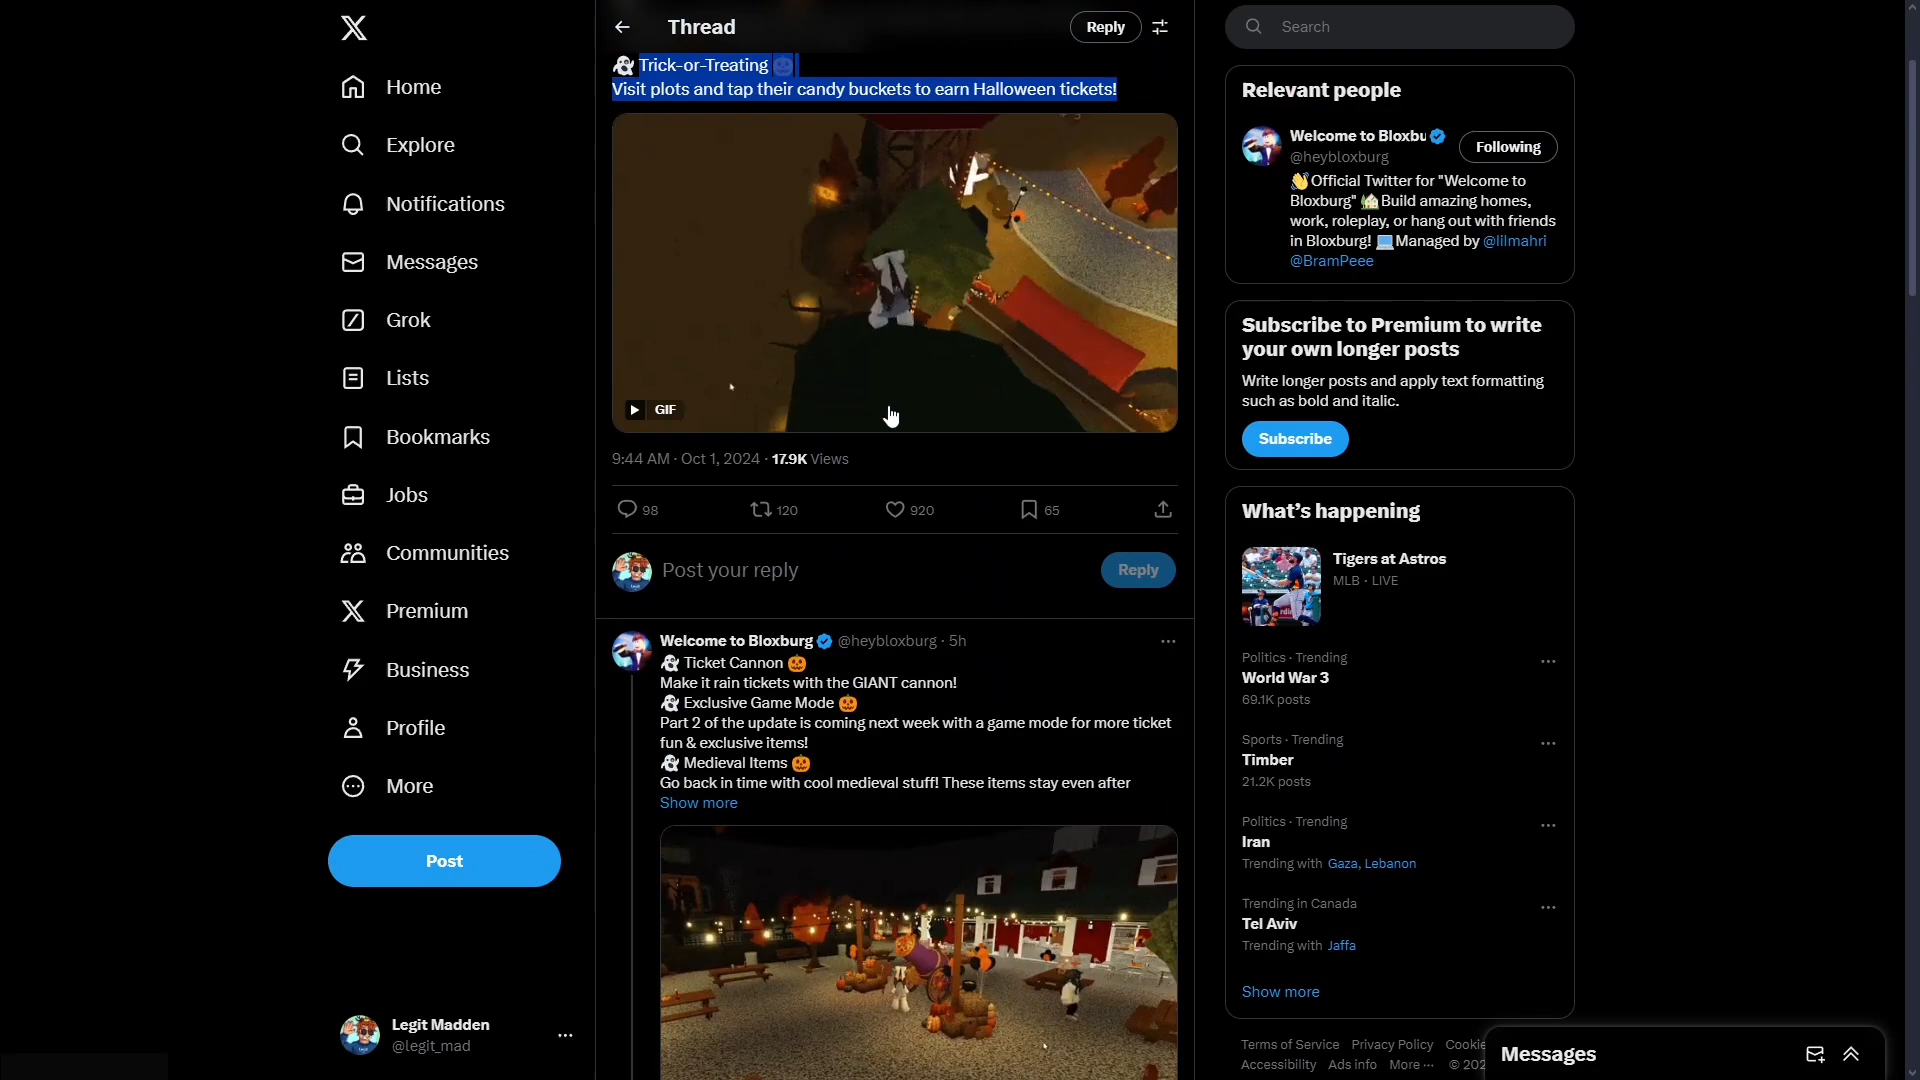 Home
Explore
Notifications
Messages
Grok
Lists
Bookmarks
Jobs
Communities
Premium
Business
Profile
More
Post
Legit Madden
@legit_mad
Thread
Reply
👻 Trick-or-Treating 🎃
Visit plots and tap their candy buckets to earn Halloween tickets!
GIF
9:44 AM · Oct 1, 2024 · 17.9K Views
98
120
920
65
Post your reply
Reply
Welcome to Bloxburg @heybloxburg · 5h
👻 Ticket Cannon 🎃
Make it rain tickets with the GIANT cannon!
👻 Exclusive Game Mode 🎃
Part 2 of the update is coming next week with a game mode for more ticket
fun & exclusive items!
👻 Medieval Items 🎃
Go back in time with cool medieval stuff! These items stay even after
Show more
Search
Relevant people
Welcome to Bloxbu
@heybloxburg
Following
👋Official Twitter for "Welcome to
Bloxburg" 🏡Build amazing homes,
work, roleplay, or hang out with friends
in Bloxburg! 💻Managed by @lilmahri
@BramPeee
Subscribe to Premium to write
your own longer posts
Write longer posts and apply text formatting
such as bold and italic.
Subscribe
What's happening
Tigers at Astros
MLB · LIVE
Politics · Trending
World War 3
69.1K posts
Sports · Trending
Timber
21.2K posts
Politics · Trending
Iran
Trending with Gaza, Lebanon
Trending in Canada
Tel Aviv
Trending with Jaffa
Show more
Terms of Service Privacy Policy Cookie
Accessibility Ads info More ··· © 202
Messages